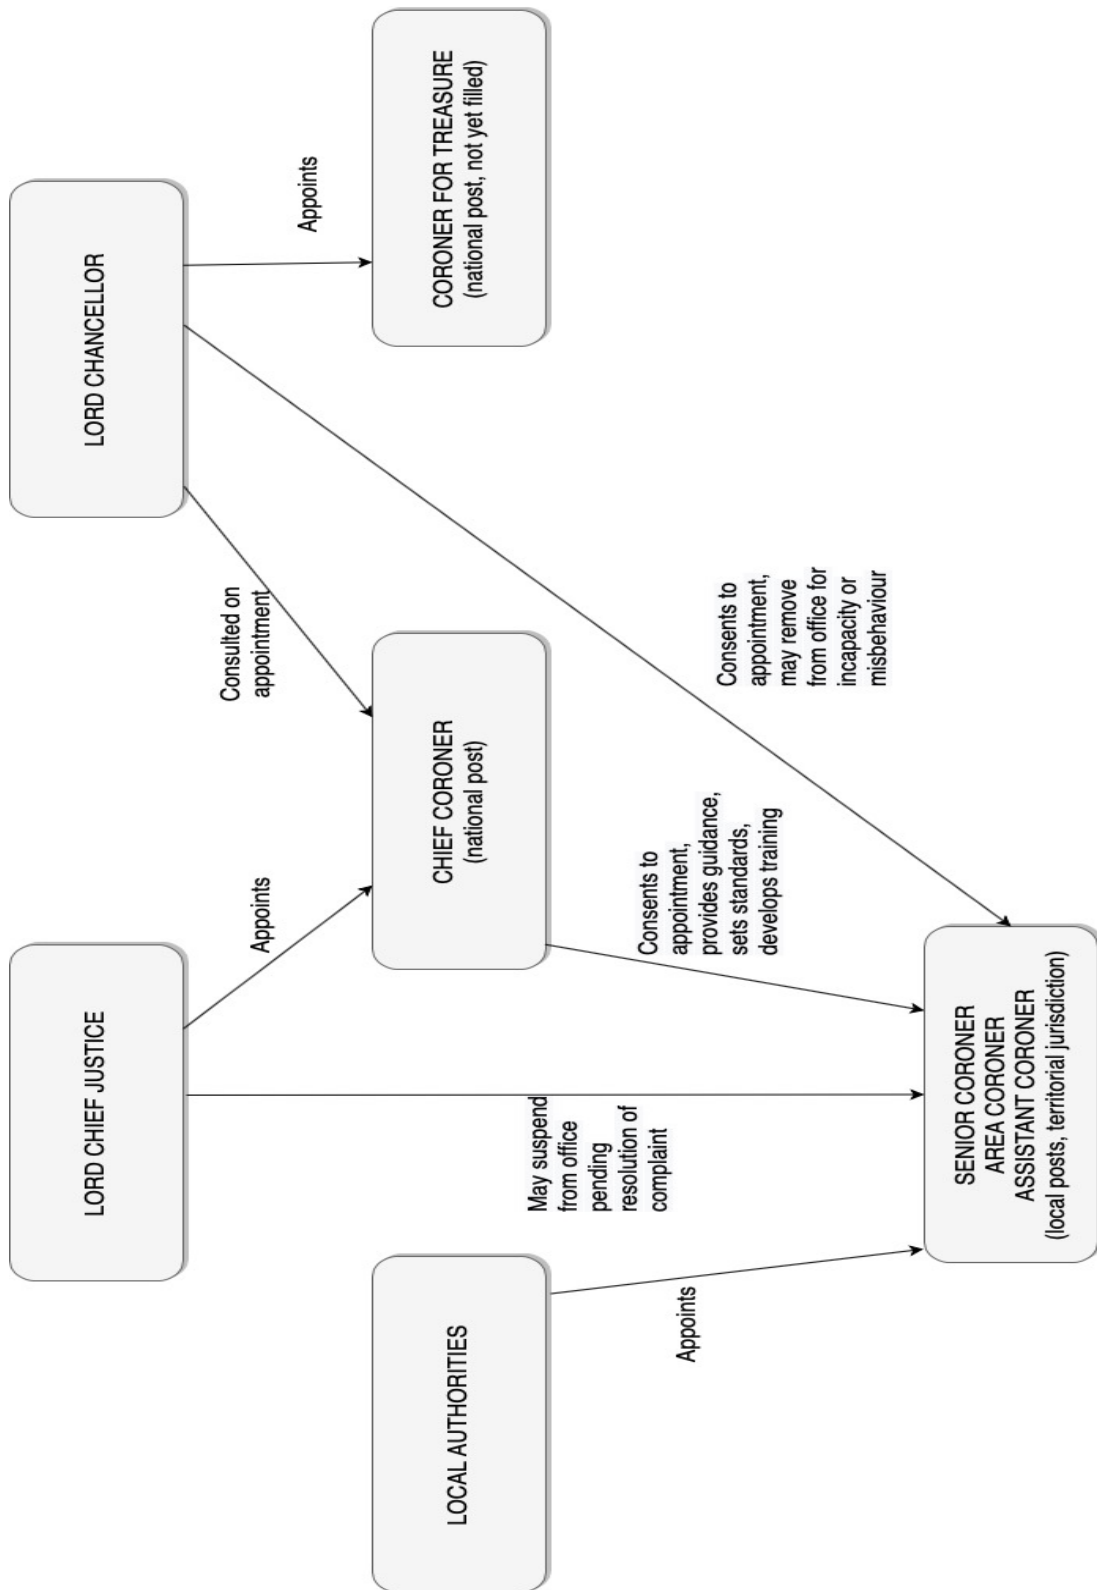 LORD CHIEF JUSTICE
LORD CHANCELLOR
Appoints
Consulted on
appointment
Appoints
LOCAL AUTHORITIES
CHIEF CORONER
(national post)
CORONER FOR TREASURE
(national post, not yet filled)
May suspend
from office
pending
resolution of
complaint
Consents to
appointment,
provides guidance,
sets standards,
develops training
Consents to
appointment,
may remove
from office for
incapacity or
misbehaviour
Appoints
SENIOR CORONER
AREA CORONER
ASSISTANT CORONER
(local posts, territorial jurisdiction)